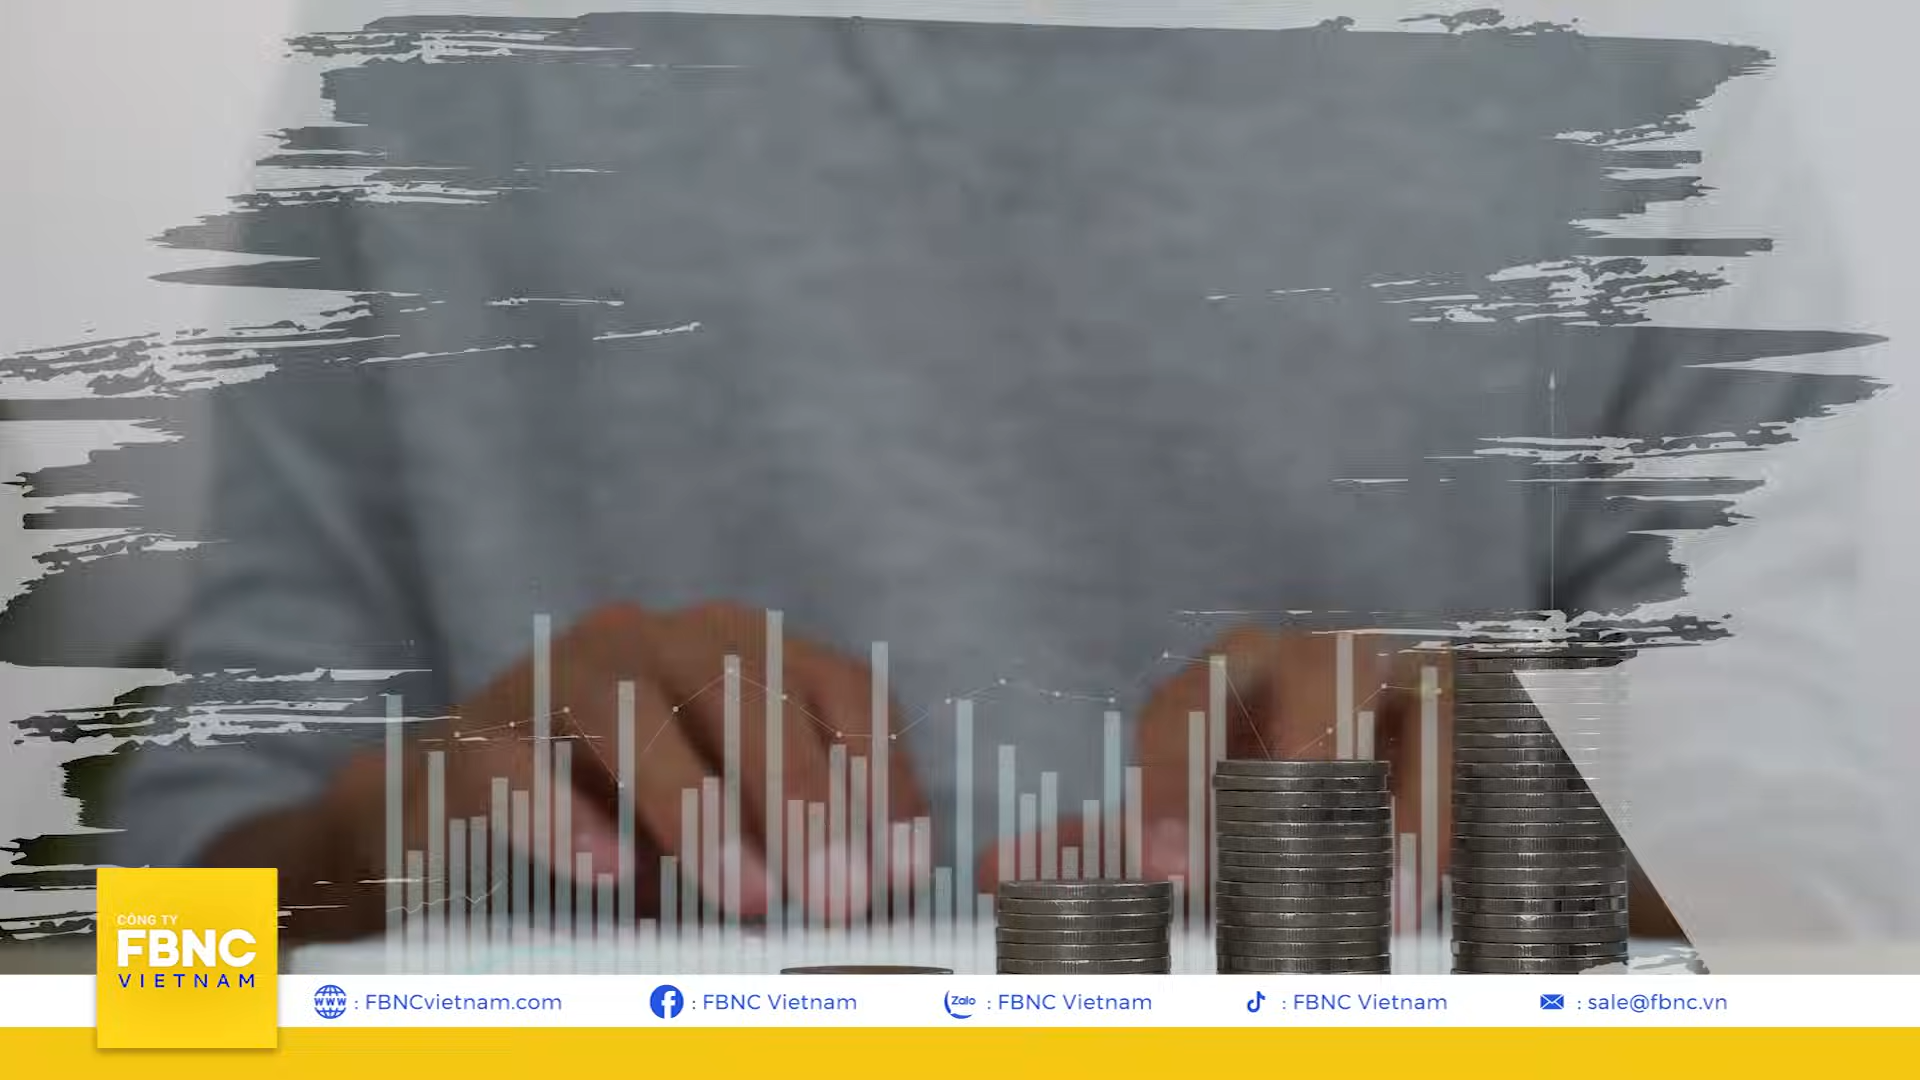 CÔNG TY
FBNC
VIETNAM
www : FBNCvietnam.com
: FBNC Vietnam
Zalo : FBNC Vietnam
: FBNC Vietnam
: sale@fbnc.vn